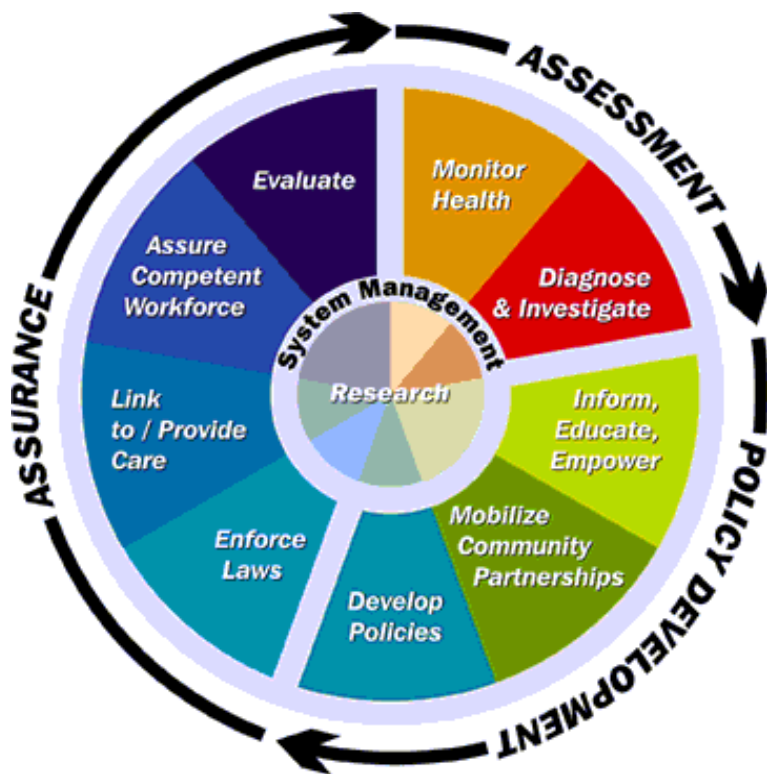 ASSESSMENT
Monitor
Health
Diagnose
& Investigate
POLICY DEVELOPMENT
Inform,
Educate,
Empower
Mobilize
Community
Partnerships
Develop
Policies
ASSURANCE
Enforce
Laws
Link
to / Provide
Care
Assure
Competent
Workforce
Evaluate
System Management
Research